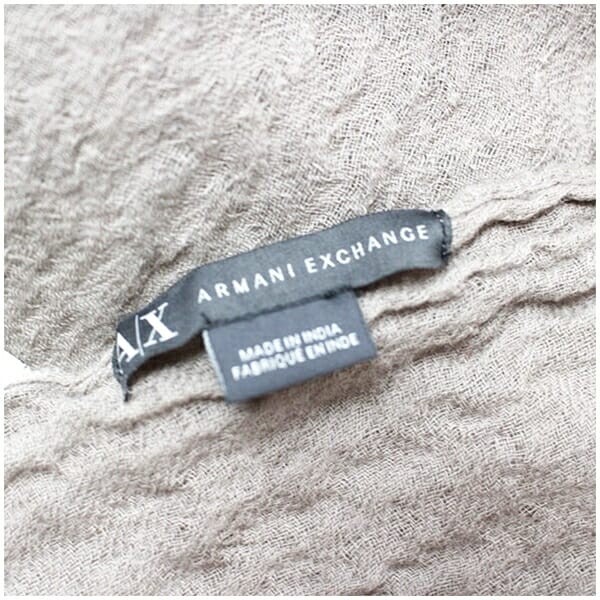 A/X ARMANI EXCHANGE
MADE IN INDIA
FABRIQUÉ EN INDE